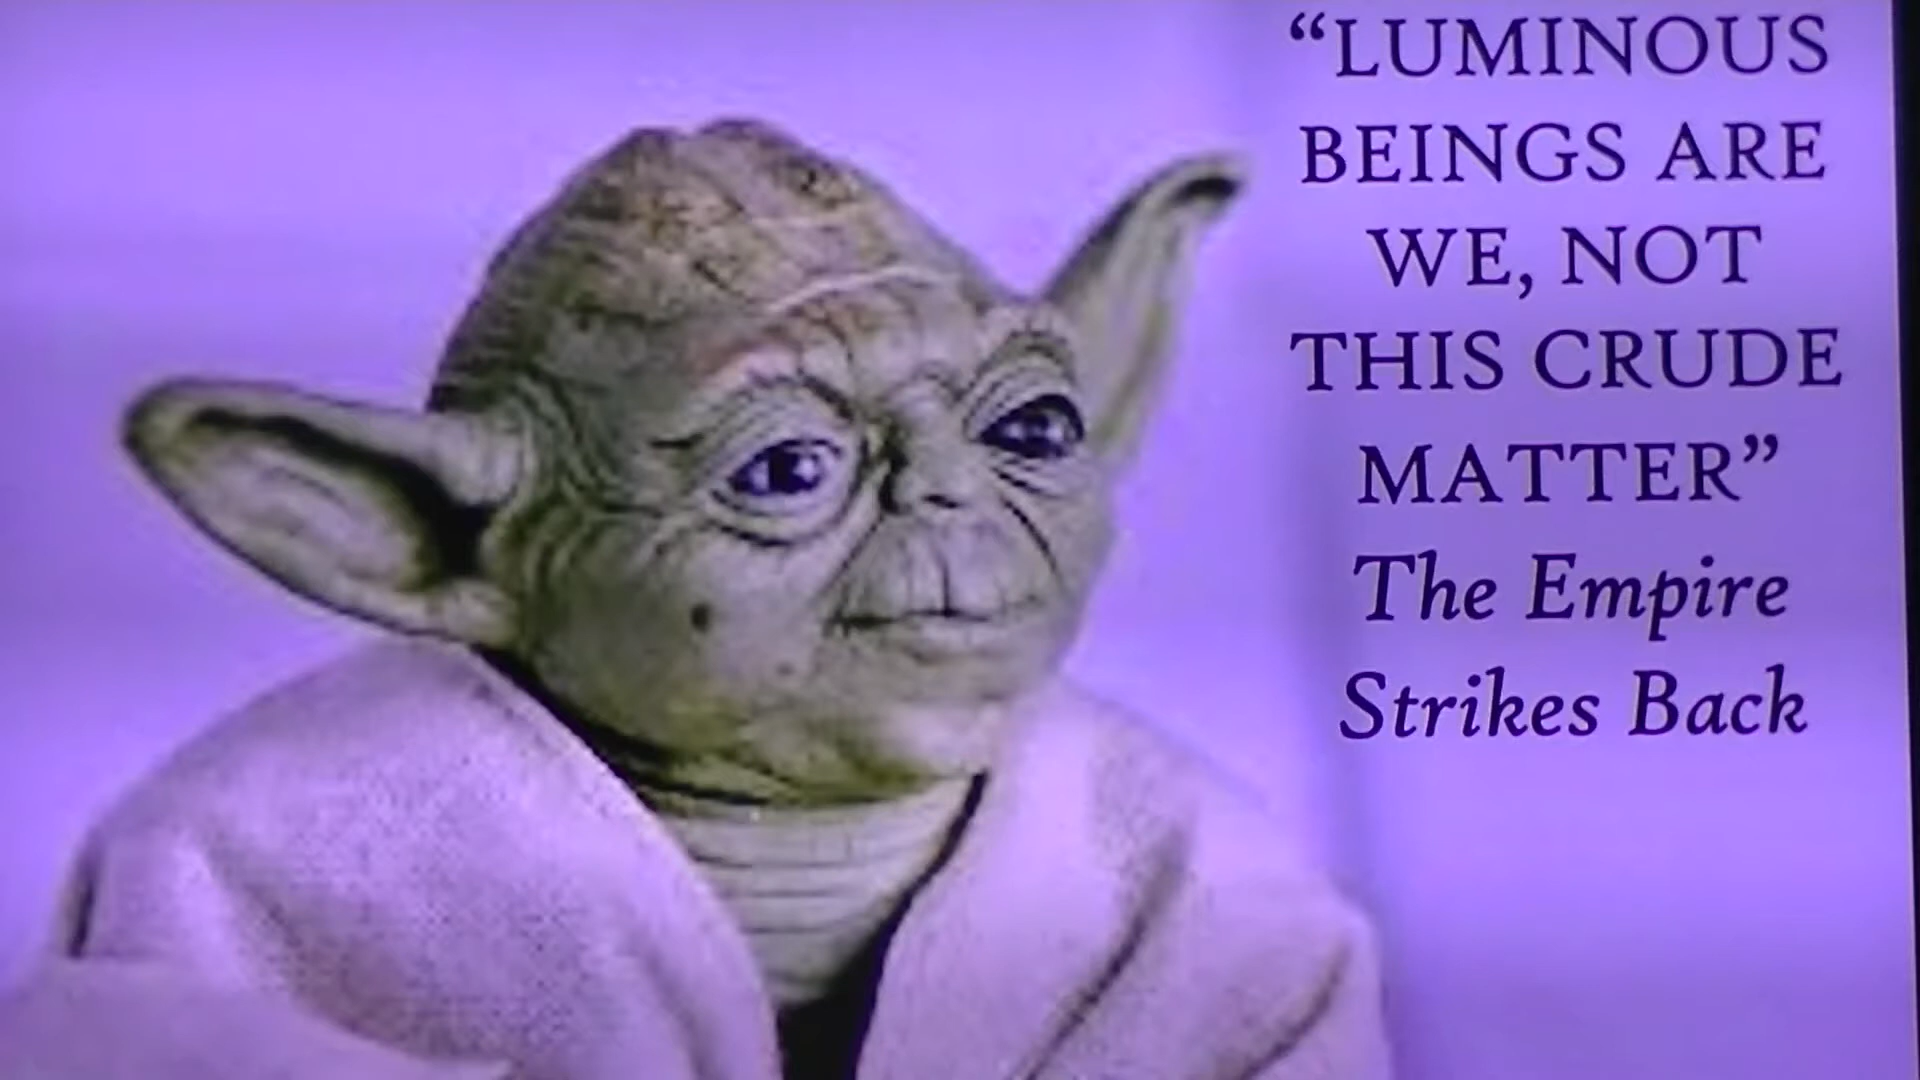 “LUMINOUS
BEINGS ARE
WE, NOT
THIS CRUDE
MATTER”
The Empire
Strikes Back